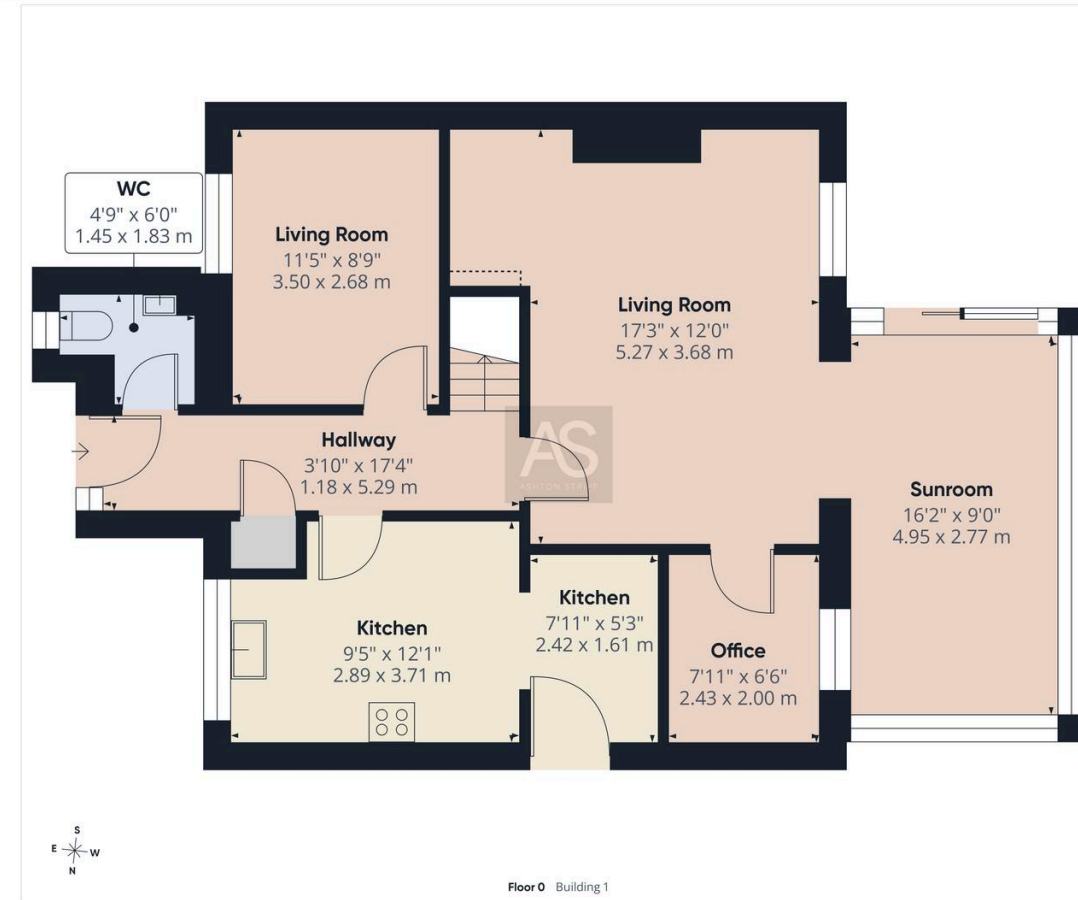 WC
4'9" x 6'0"
1.45 x 1.83 m
Living Room
11'5" x 8'9"
3.50 x 2.68 m
Living Room
17'3" x 12'0"
5.27 x 3.68 m
Hallway
3'10" x 17'4"
1.18 x 5.29 m
AS
ASHTON
Sunroom
16'2" x 9'0"
4.95 x 2.77 m
Kitchen
7'11" x 5'3"
2.42 x 1.61 m
Kitchen
9'5" x 12'1"
2.89 x 3.71 m
Office
7'11" x 6'6"
2.43 x 2.00 m
S
E W
N
Floor 0 Building 1